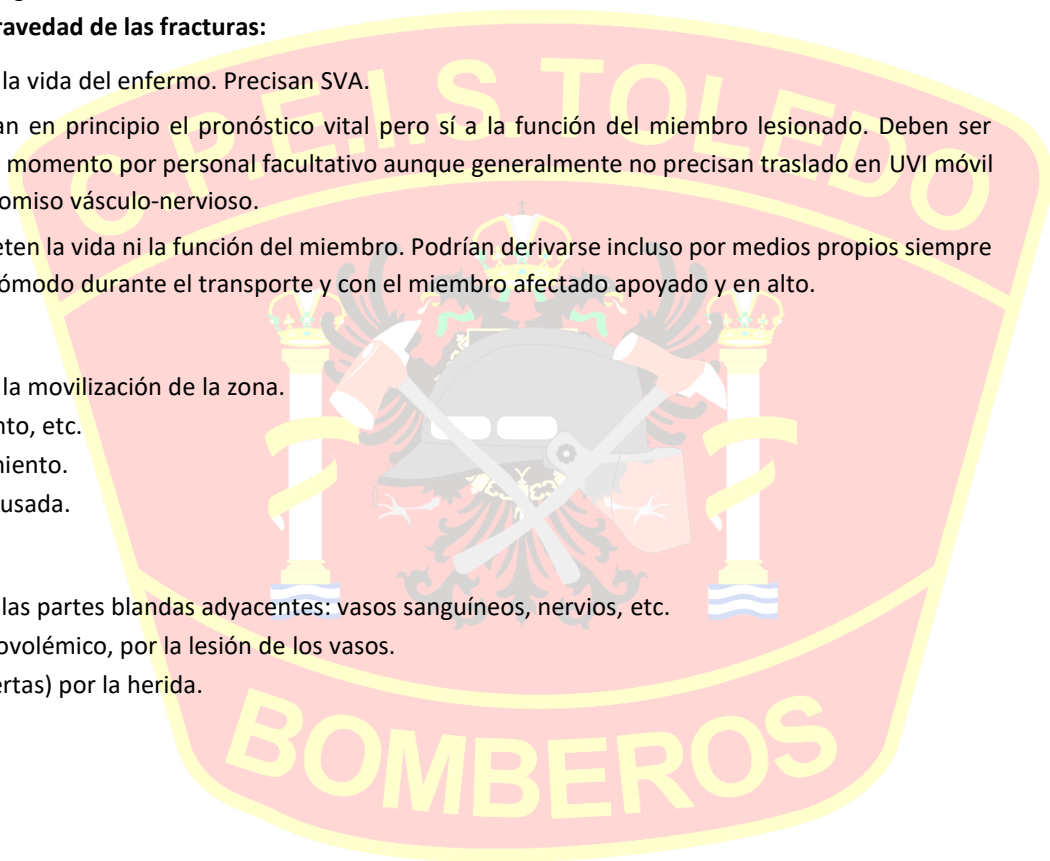 ravedad de las fracturas:
la vida del enfermo. Precisan SVA.
an en principio el pronóstico vital pero sí a la función del miembro lesionado. Deben ser
momento por personal facultativo aunque generalmente no precisan traslado en UVI móvil
omiso vásculo-nervioso.
eten la vida ni la función del miembro. Podrían derivarse incluso por medios propios siempre
ómodo durante el transporte y con el miembro afectado apoyado y en alto.
la movilización de la zona.
nto, etc.
miento.
usada.
las partes blandas adyacentes: vasos sanguíneos, nervios, etc.
ovolémico, por la lesión de los vasos.
ertas) por la herida.
C.P.E.I.S TOLEDO
BOMBEROS